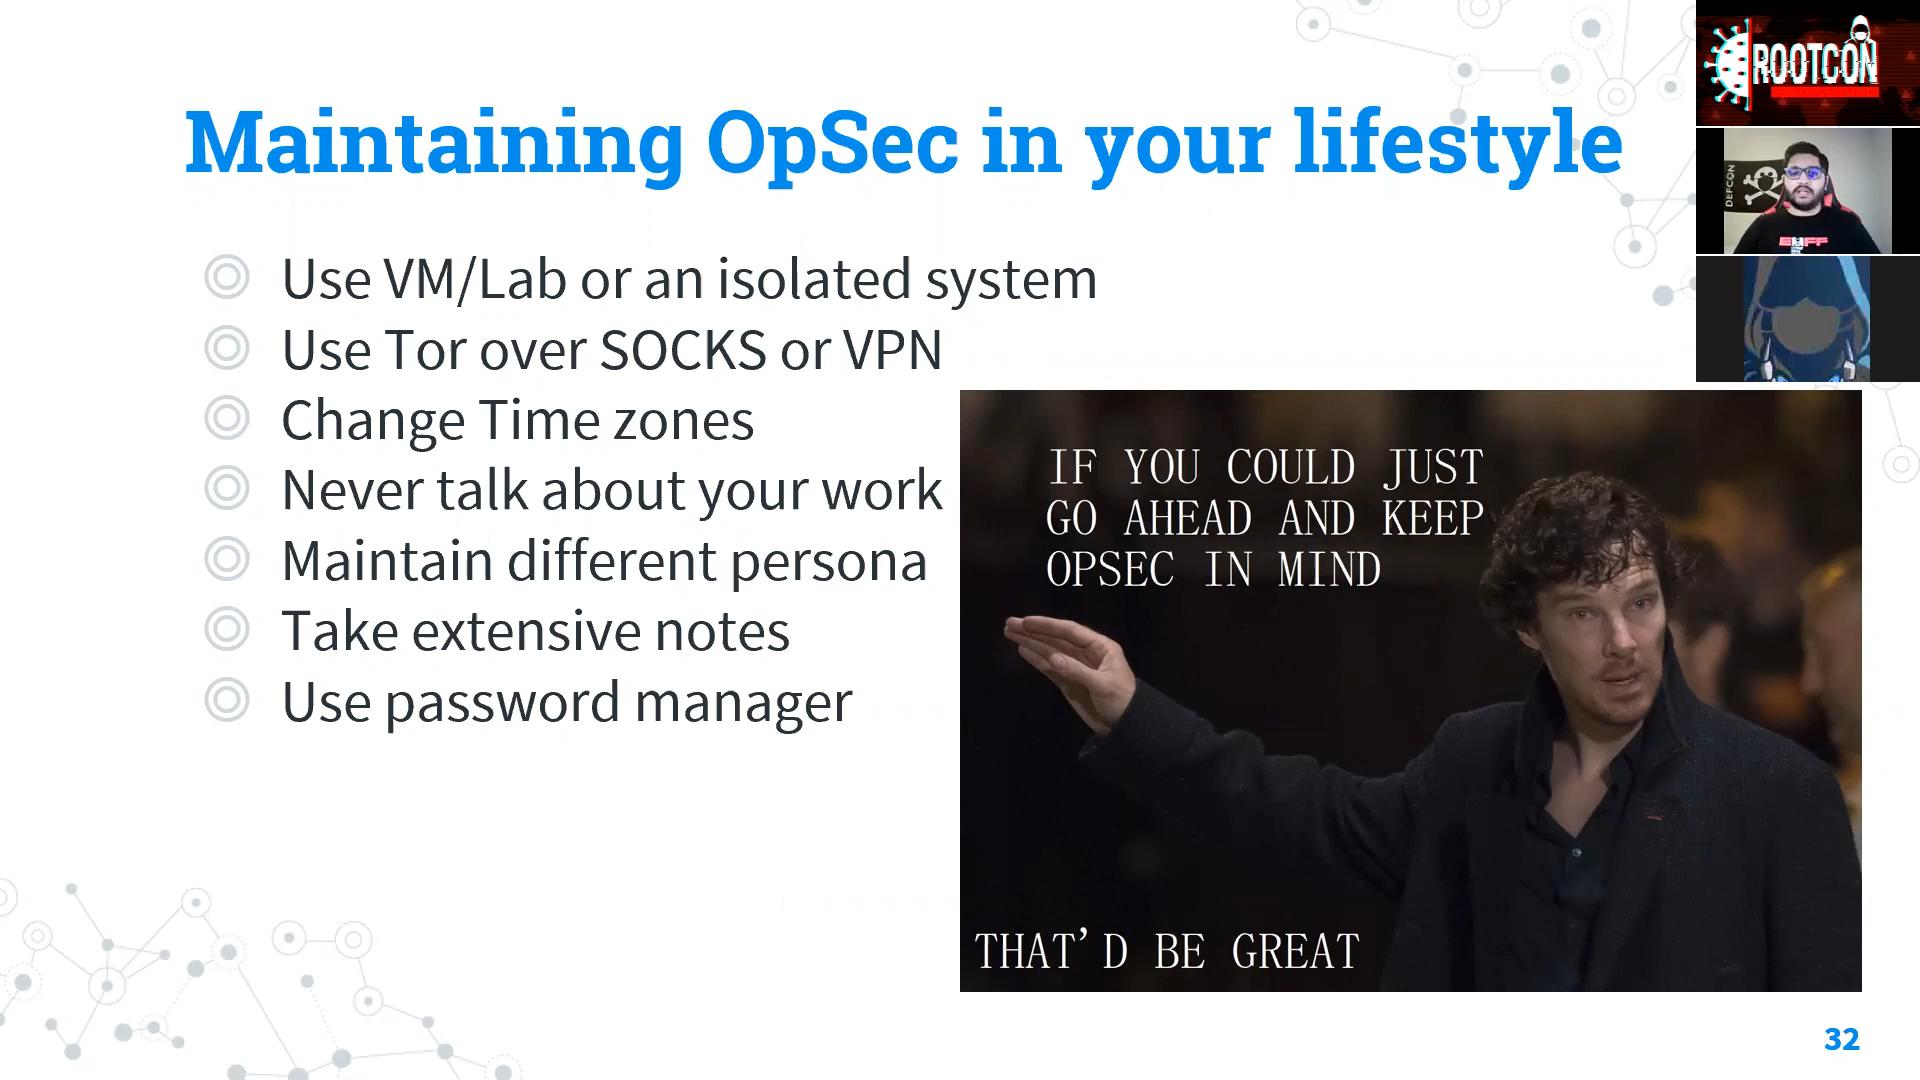 Maintaining OpSec in your lifestyle
Use VM/Lab or an isolated system
Use Tor over SOCKS or VPN
Change Time zones
Never talk about your work
Maintain different persona
Take extensive notes
Use password manager
IF YOU COULD JUST
GO AHEAD AND KEEP
OPSEC IN MIND
THAT'D BE GREAT
ROOTCON
DEFCON
32